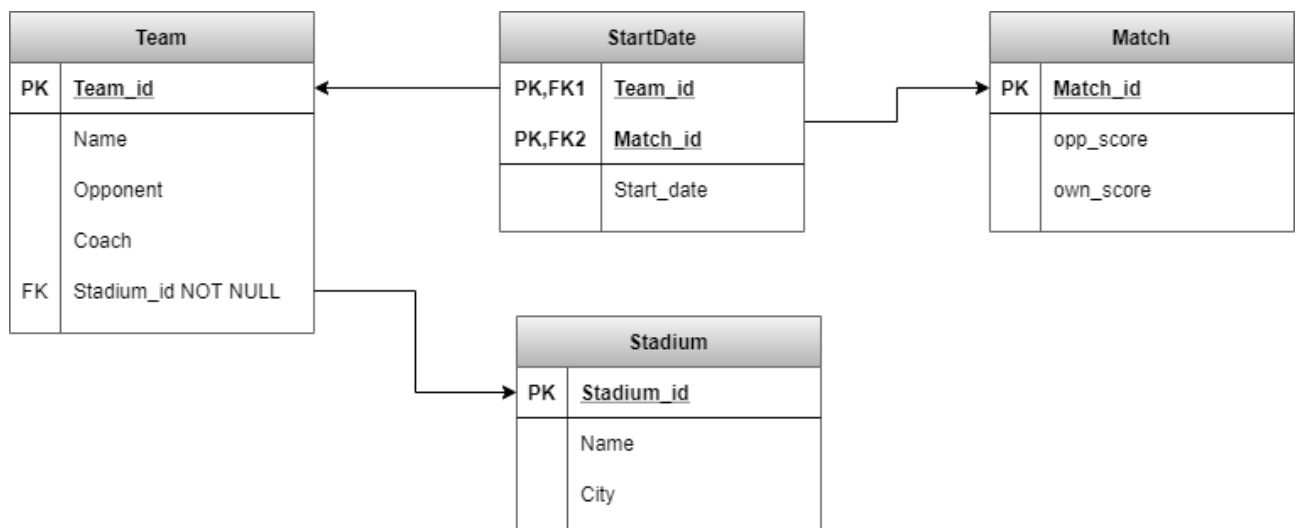 Team
PK Team_id
Name
Opponent
Coach
FK Stadium_id NOT NULL
StartDate
PK,FK1 Team_id
PK,FK2 Match_id
Start_date
Match
PK Match_id
opp_score
own_score
Stadium
PK Stadium_id
Name
City